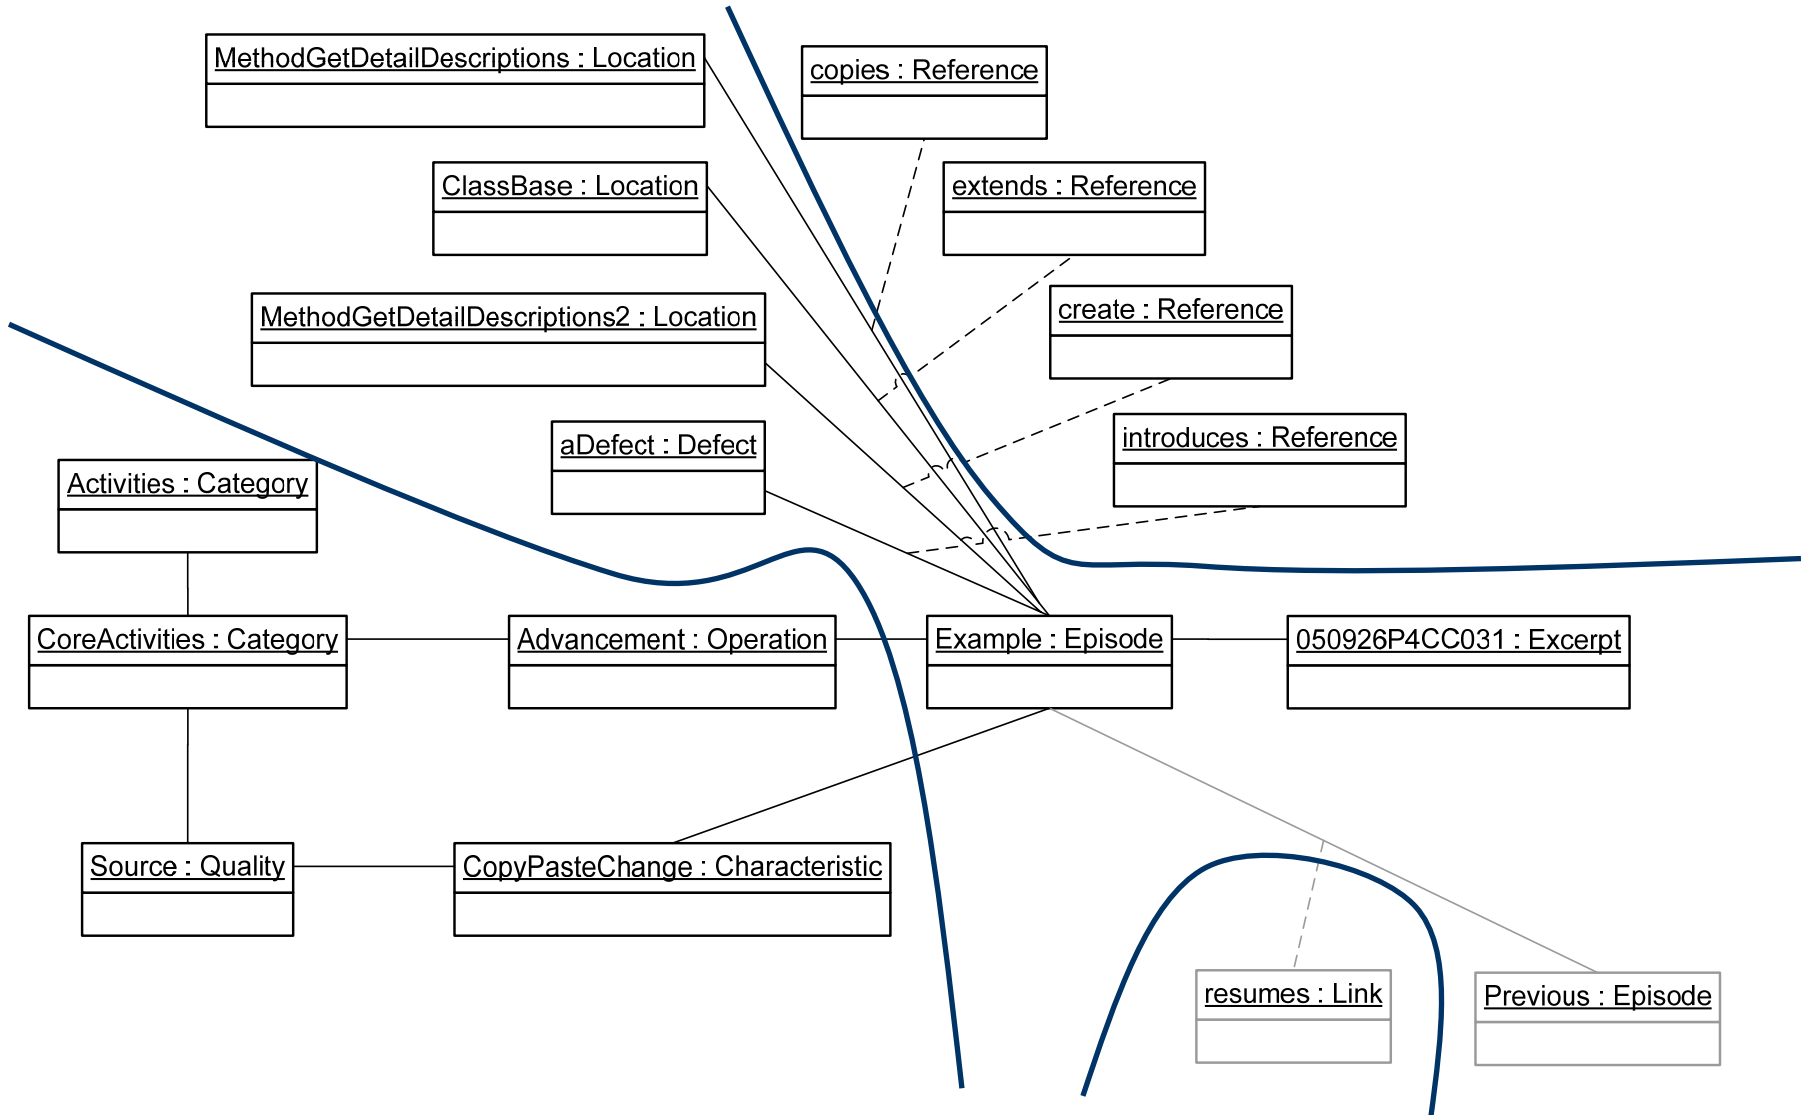 MethodGetDetailDescriptions : Location
copies : Reference
ClassBase : Location
extends : Reference
MethodGetDetailDescriptions2 : Location
create : Reference
aDefect : Defect
introduces : Reference
Activities : Category
CoreActivities : Category
Advancement : Operation
Example : Episode
050926P4CC031 : Excerpt
Source : Quality
CopyPasteChange : Characteristic
resumes : Link
Previous : Episode